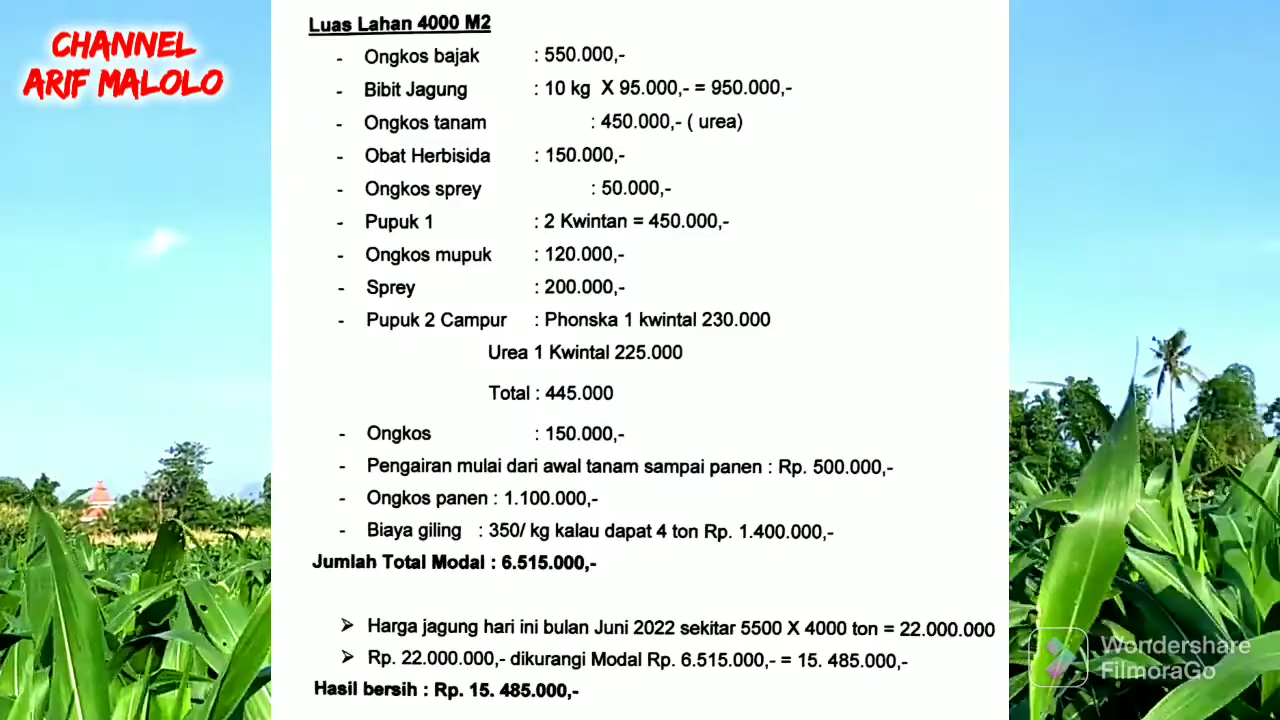 CHANNEL
ARIF MALOLO
Luas Lahan 4000 M2
- Ongkos bajak : 550.000,-
- Bibit Jagung : 10 kg X 95.000,- = 950.000,-
- Ongkos tanam : 450.000,- ( urea)
- Obat Herbisida : 150.000,-
- Ongkos sprey : 50.000,-
- Pupuk 1 : 2 Kwintan = 450.000,-
- Ongkos mupuk : 120.000,-
- Sprey : 200.000,-
- Pupuk 2 Campur : Phonska 1 kwintal 230.000
Urea 1 Kwintal 225.000
Total : 445.000
- Ongkos : 150.000,-
- Pengairan mulai dari awal tanam sampai panen : Rp. 500.000,-
- Ongkos panen : 1.100.000,-
- Biaya giling : 350/ kg kalau dapat 4 ton Rp. 1.400.000,-
Jumlah Total Modal : 6.515.000,-
➢ Harga jagung hari ini bulan Juni 2022 sekitar 5500 X 4000 ton = 22.000.000
➢ Rp. 22.000.000,- dikurangi Modal Rp. 6.515.000,- = 15. 485.000,-
Hasil bersih : Rp. 15. 485.000,-
Wondershare
FilmoraGo